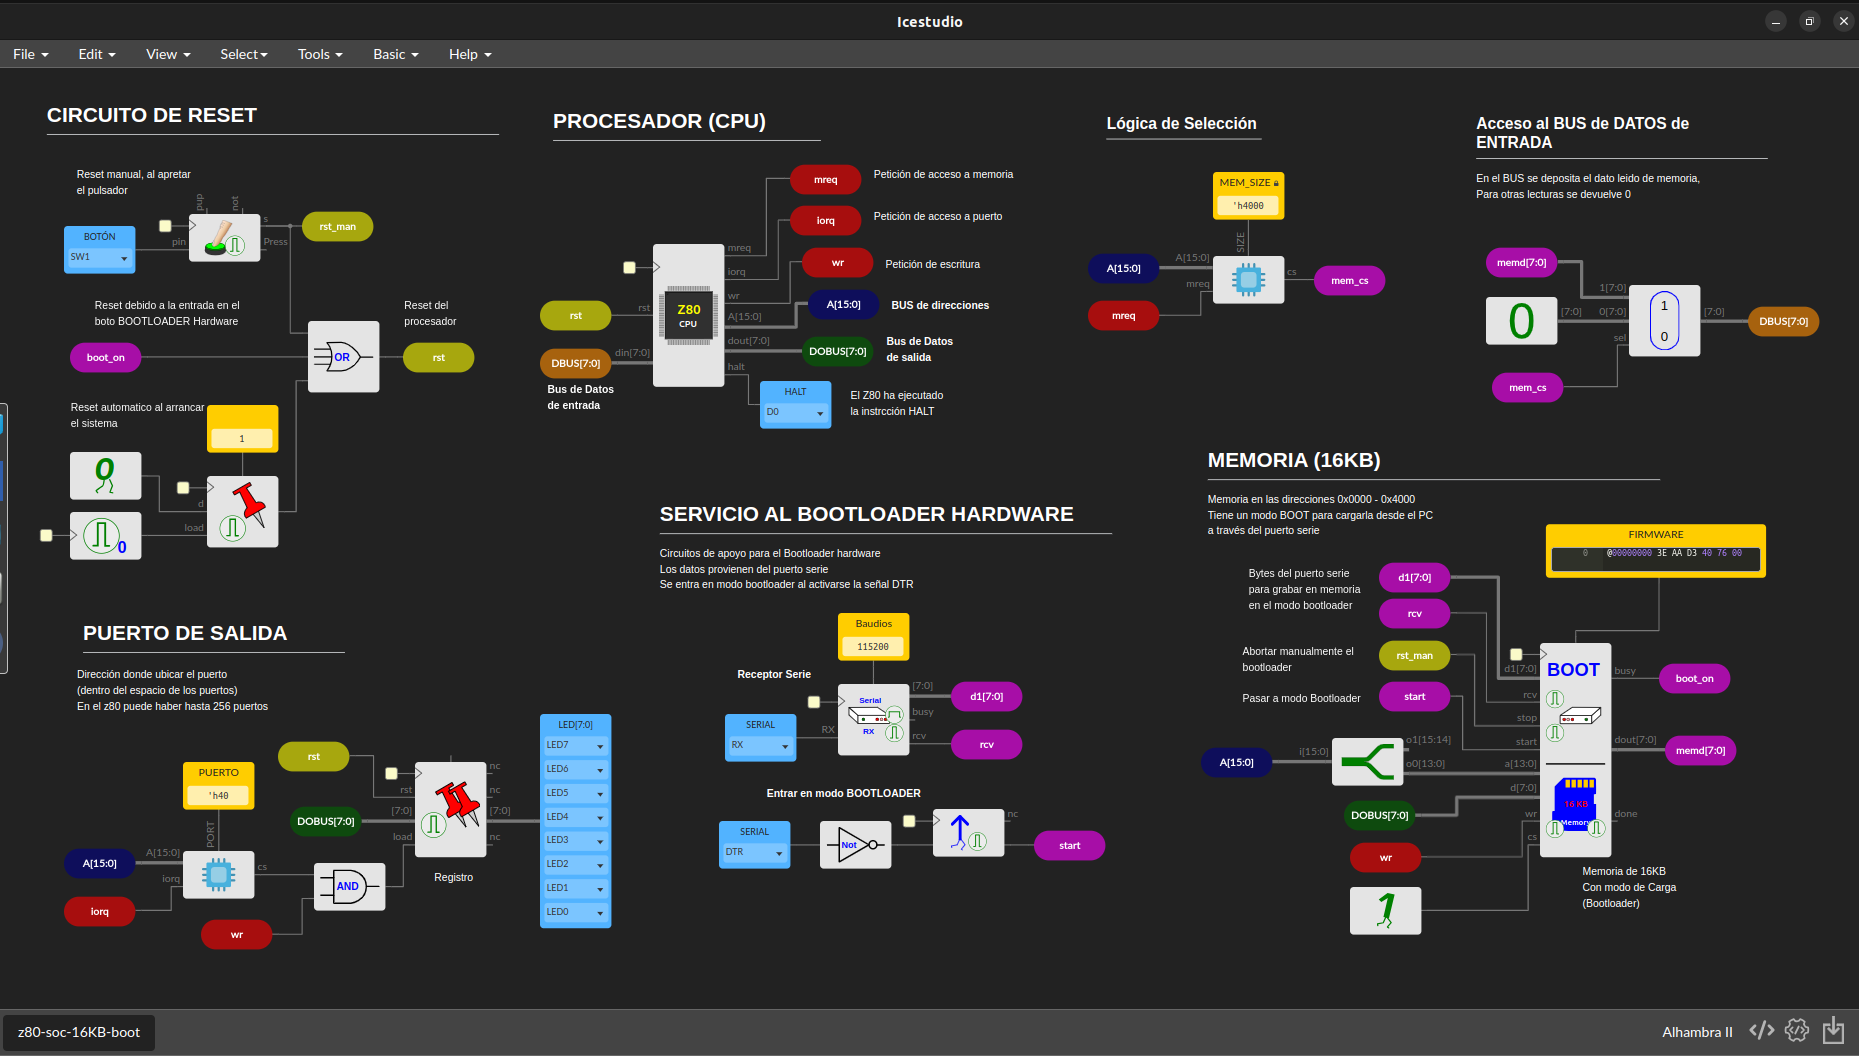 Icestudio
File
Edit
View
Select
Tools
Basic
Help
CIRCUITO DE RESET
Reset manual, al apretar
el pulsador
pup
not
BOTÓN
SW1
pin
s
Press
rst_man
Reset debido a la entrada en el
boto BOOTLOADER Hardware
boot_on
OR
Reset del
procesador
rst
Reset automatico al arrancar
el sistema
1
0
d
load
0
PROCESADOR (CPU)
mreq
Petición de acceso a memoria
iorq
Petición de acceso a puerto
wr
Petición de escritura
A[15:0]
BUS de direcciones
DOBUS[7:0]
Bus de Datos
de salida
mreq
iorq
wr
A[15:0]
dout[7:0]
halt
rst
rst
DBUS[7:0]
din[7:0]
Bus de Datos
de entrada
Z80
CPU
HALT
D0
El Z80 ha ejecutado
la instrcción HALT
Lógica de Selección
MEM_SIZE
'h4000
SIZE
A[15:0]
A[15:0]
mreq
mreq
cs
mem_cs
Acceso al BUS de DATOS de
ENTRADA
En el BUS se deposita el dato leido de memoria,
Para otras lecturas se devuelve 0
memd[7:0]
1[7:0]
0
[7:0]
0[7:0]
sel
1
0
[7:0]
DBUS[7:0]
mem_cs
PUERTO DE SALIDA
Dirección donde ubicar el puerto
(dentro del espacio de los puertos)
En el z80 puede haber hasta 256 puertos
rst
PUERTO
'h40
PORT
DOBUS[7:0]
A[15:0]
A[15:0]
iorq
iorq
cs
wr
AND
rst
[7:0]
load
nc
nc
[7:0]
nc
Registro
LED[7:0]
LED7
LED6
LED5
LED4
LED3
LED2
LED1
LED0
SERVICIO AL BOOTLOADER HARDWARE
Circuitos de apoyo para el Bootloader hardware
Los datos provienen del puerto serie
Se entra en modo bootloader al activarse la señal DTR
Baudios
115200
Receptor Serie
SERIAL
RX
RX
Serial
RX
[7:0]
busy
rcv
d1[7:0]
rcv
Entrar en modo BOOTLOADER
SERIAL
DTR
Not
nc
start
MEMORIA (16KB)
Memoria en las direcciones 0x0000 - 0x4000
Tiene un modo BOOT para cargarla desde el PC
a través del puerto serie
FIRMWARE
0 @00000000 3E AA D3 40 76 00
Bytes del puerto serie
para grabar en memoria
en el modo bootloader
d1[7:0]
rcv
Abortar manualmente el
bootloader
rst_man
Pasar a modo Bootloader
start
A[15:0]
i[15:0]
o1[15:14]
o0[13:0]
DOBUS[7:0]
wr
1
d1[7:0]
rcv
stop
start
a[13:0]
d[7:0]
wr
cs
BOOT
16 KB
Memory
busy
dout[7:0]
done
boot_on
memd[7:0]
Memoria de 16KB
Con modo de Carga
(Bootloader)
z80-soc-16KB-boot
Alhambra II